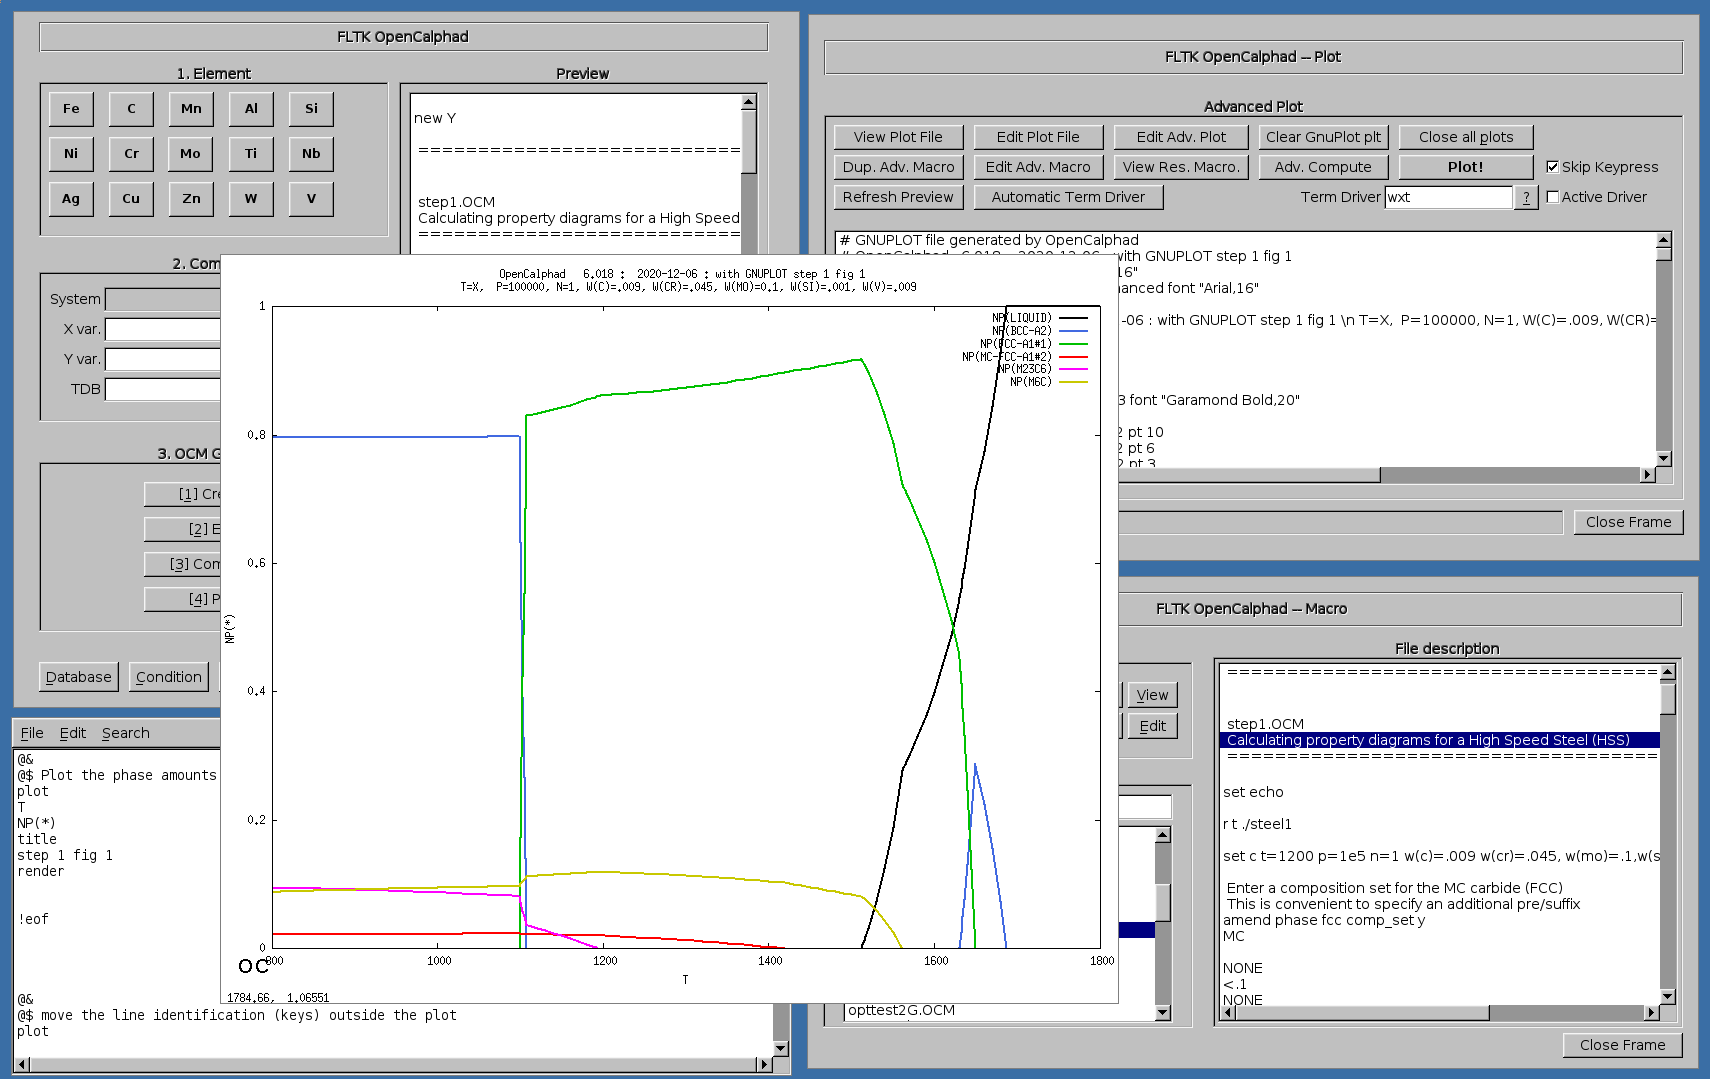 FLTK OpenCalphad
1. Element
Fe C Mn Al Si
Ni Cr Mo Ti Nb
Ag Cu Zn W V
Preview
new Y
===========================
step1.OCM
Calculating property diagrams for a High Speed
===========================
2. Com
System
X var.
Y var.
TDB
3. OCM G
[1] Cre
[2] E
[3] Com
[4] P
Database Condition
FLTK OpenCalphad -- Plot
Advanced Plot
View Plot File Edit Plot File Edit Adv. Plot Clear GnuPlot plt Close all plots
Dup. Adv. Macro Edit Adv. Macro View Res. Macro. Adv. Compute Plot! Skip Keypress
Refresh Preview Automatic Term Driver Term Driver wxt ? Active Driver
# GNUPLOT file generated by OpenCalphad
with GNUPLOT step 1 fig 1
16"
anced font "Arial,16"
-06 : with GNUPLOT step 1 fig 1 \n T=X, P=100000, N=1, W(C)=.009, W(CR)=
3 font "Garamond Bold,20"
2 pt 10
2 pt 6
2 pt 3
Close Frame
OpenCalphad 6.018 : 2020-12-06 : with GNUPLOT step 1 fig 1
T=X, P=100000, N=1, W(C)=.009, W(CR)=.045, W(MO)=0.1, W(SI)=.001, W(V)=.009
NP(LIQUID)
NP(BCC-A2)
NP(FCC-A1#1)
NP(MC-FCC-A1#2)
NP(M23C6)
NP(M6C)
1
0.8
0.6
0.4
0.2
0
NP(*)
800 1000 1200 1400 1600 1800
T
OC
1784.66, 1.06551
FLTK OpenCalphad -- Macro
View
Edit
opttest2G.OCM
File description
====================================
step1.OCM
Calculating property diagrams for a High Speed Steel (HSS)
====================================
set echo
r t ./steel1
set c t=1200 p=1e5 n=1 w(c)=.009 w(cr)=.045, w(mo)=.1,w(s
Enter a composition set for the MC carbide (FCC)
This is convenient to specify an additional pre/suffix
amend phase fcc comp_set y
MC
NONE
<.1
NONE
Close Frame
File Edit Search
@&
@$ Plot the phase amounts
plot
T
NP(*)
title
step 1 fig 1
render
!eof
@&
@$ move the line identification (keys) outside the plot
plot